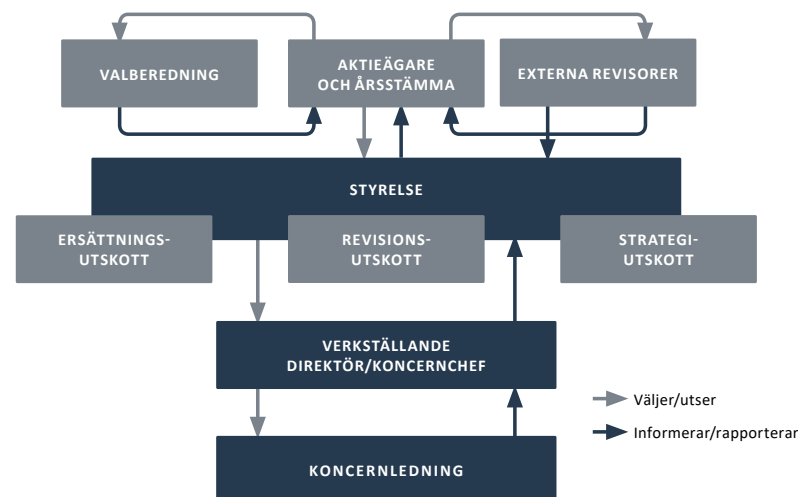 VALBEREDNING
AKTIEÄGARE
OCH ÅRSSTÄMMA
EXTERNA REVISORER
STYRELSE
ERSÄTTNINGS-
UTSKOTT
REVISIONS-
UTSKOTT
STRATEGI-
UTSKOTT
VERKSTÄLLANDE
DIREKTÖR/KONCERNCHEF
Väljer/utser
Informerar/rapporterar
KONCERNLEDNING